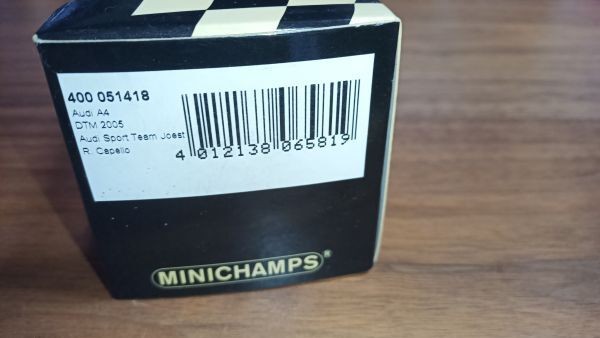 400 051418
Audi A4
DTM 2005
Audi Sport Team Joest
R. Capello
4 012138 065819
MINICHAMPS®